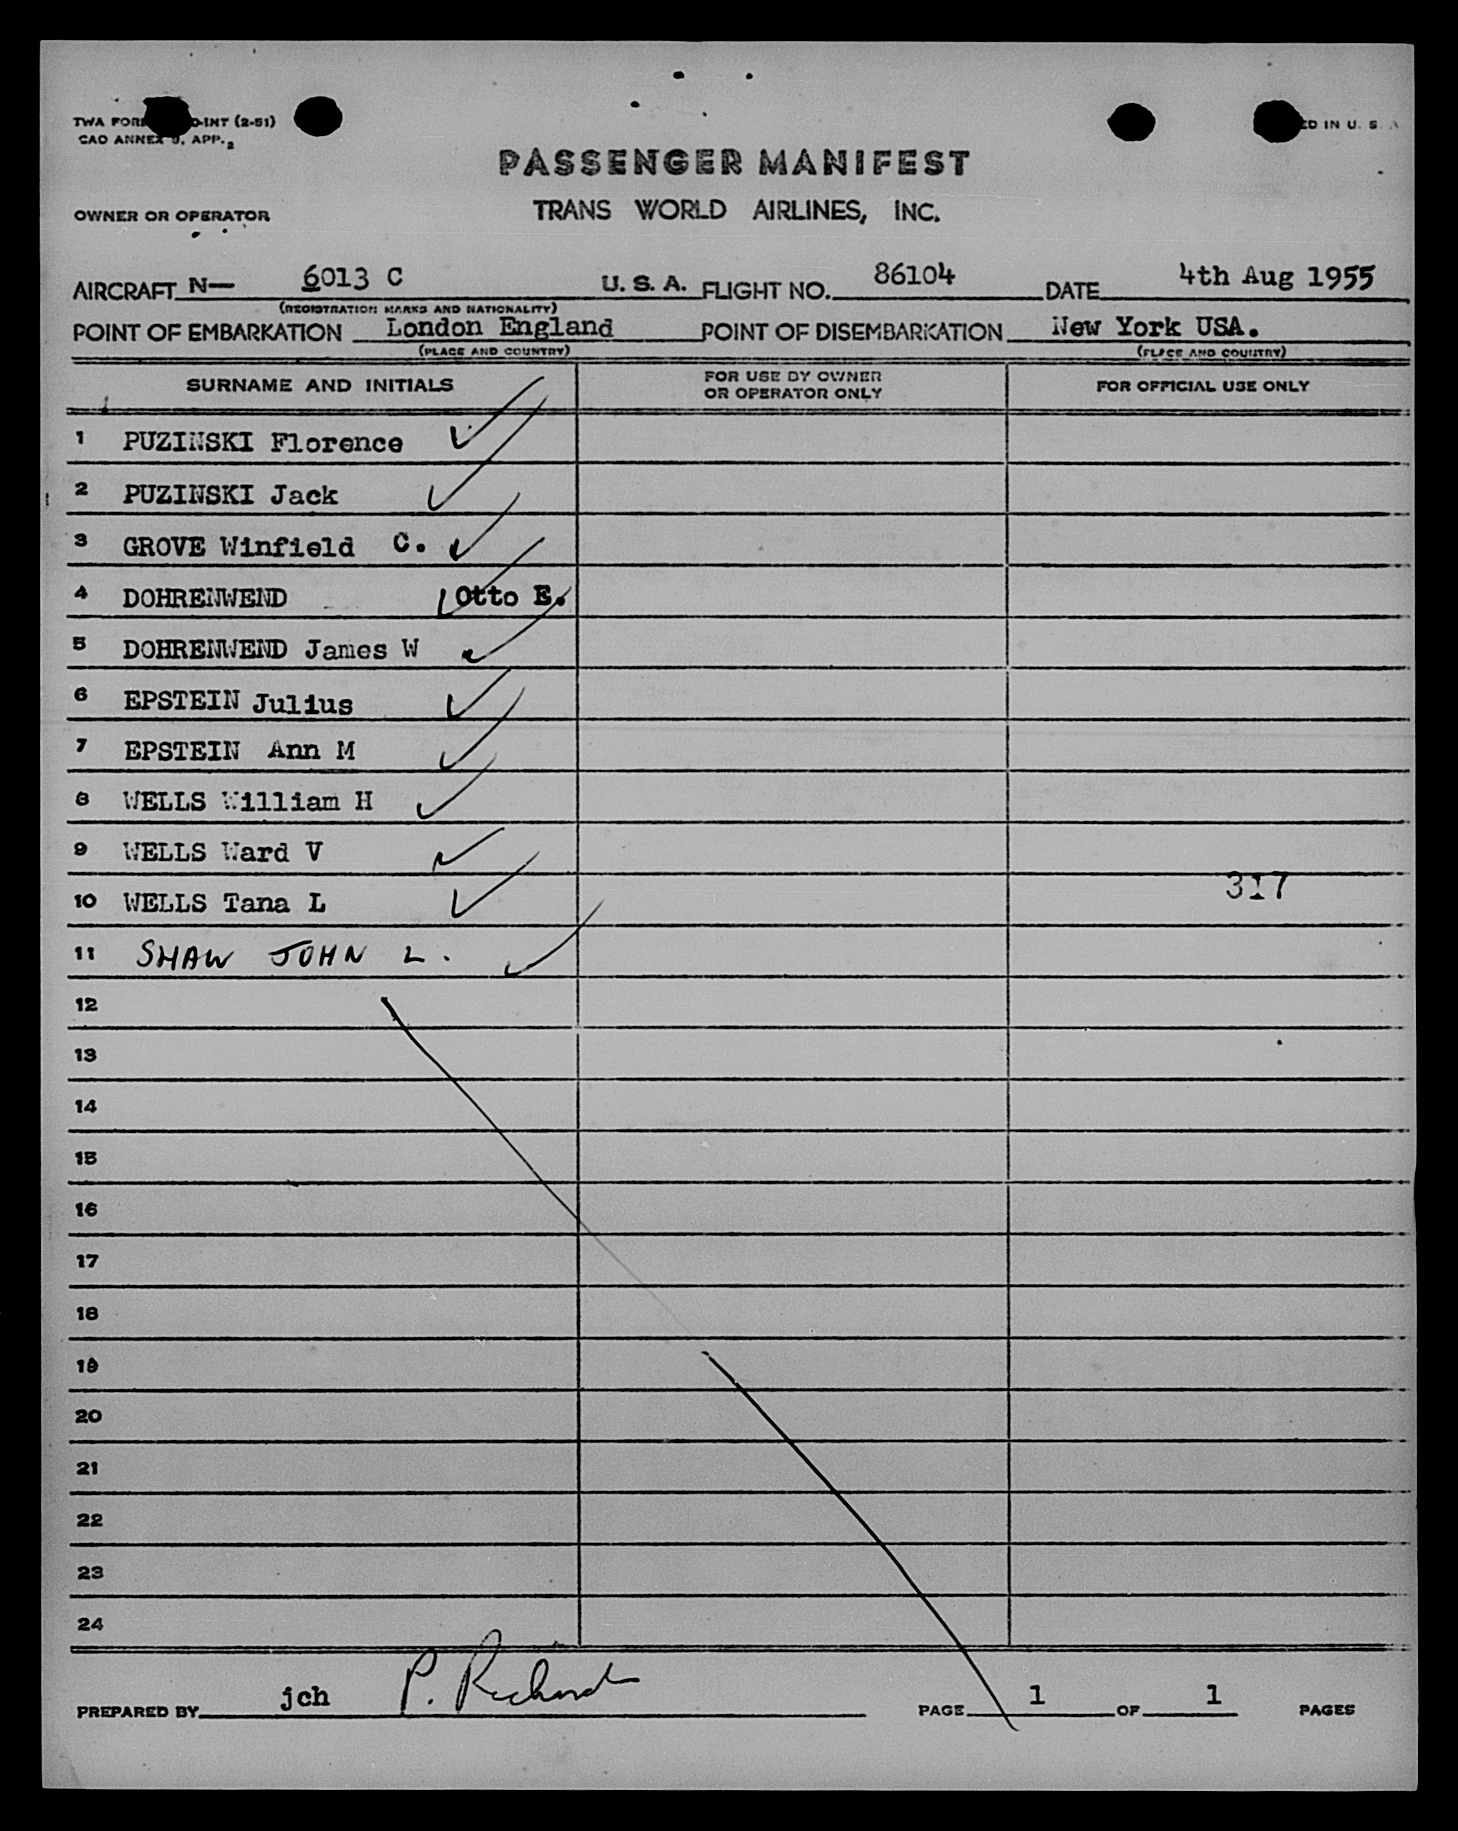 TWA FORM INT (2-51)
CAO ANNEX 9, APP. 2
ED IN U. S. A
PASSENGER MANIFEST
OWNER OR OPERATOR TRANS WORLD AIRLINES, INC.
AIRCRAFT N— 6013 C U. S. A. FLIGHT NO. 86104 DATE 4th Aug 1955
(REGISTRATION MARKS AND NATIONALITY)
POINT OF EMBARKATION London England POINT OF DISEMBARKATION New York USA.
(PLACE AND COUNTRY) (PLACE AND COUNTRY)
SURNAME AND INITIALS FOR USE BY OWNER OR OPERATOR ONLY FOR OFFICIAL USE ONLY
1 PUZINSKI Florence
2 PUZINSKI Jack
3 GROVE Winfield C.
4 DOHRENWEND Otto E.
5 DOHRENWEND James W
6 EPSTEIN Julius
7 EPSTEIN Ann M
8 WELLS William H
9 WELLS Ward V
10 WELLS Tana L 317
11 SHAW JOHN L.
12
13
14
15
16
17
18
19
20
21
22
23
24
PREPARED BY jch P. Richards PAGE 1 OF 1 PAGES